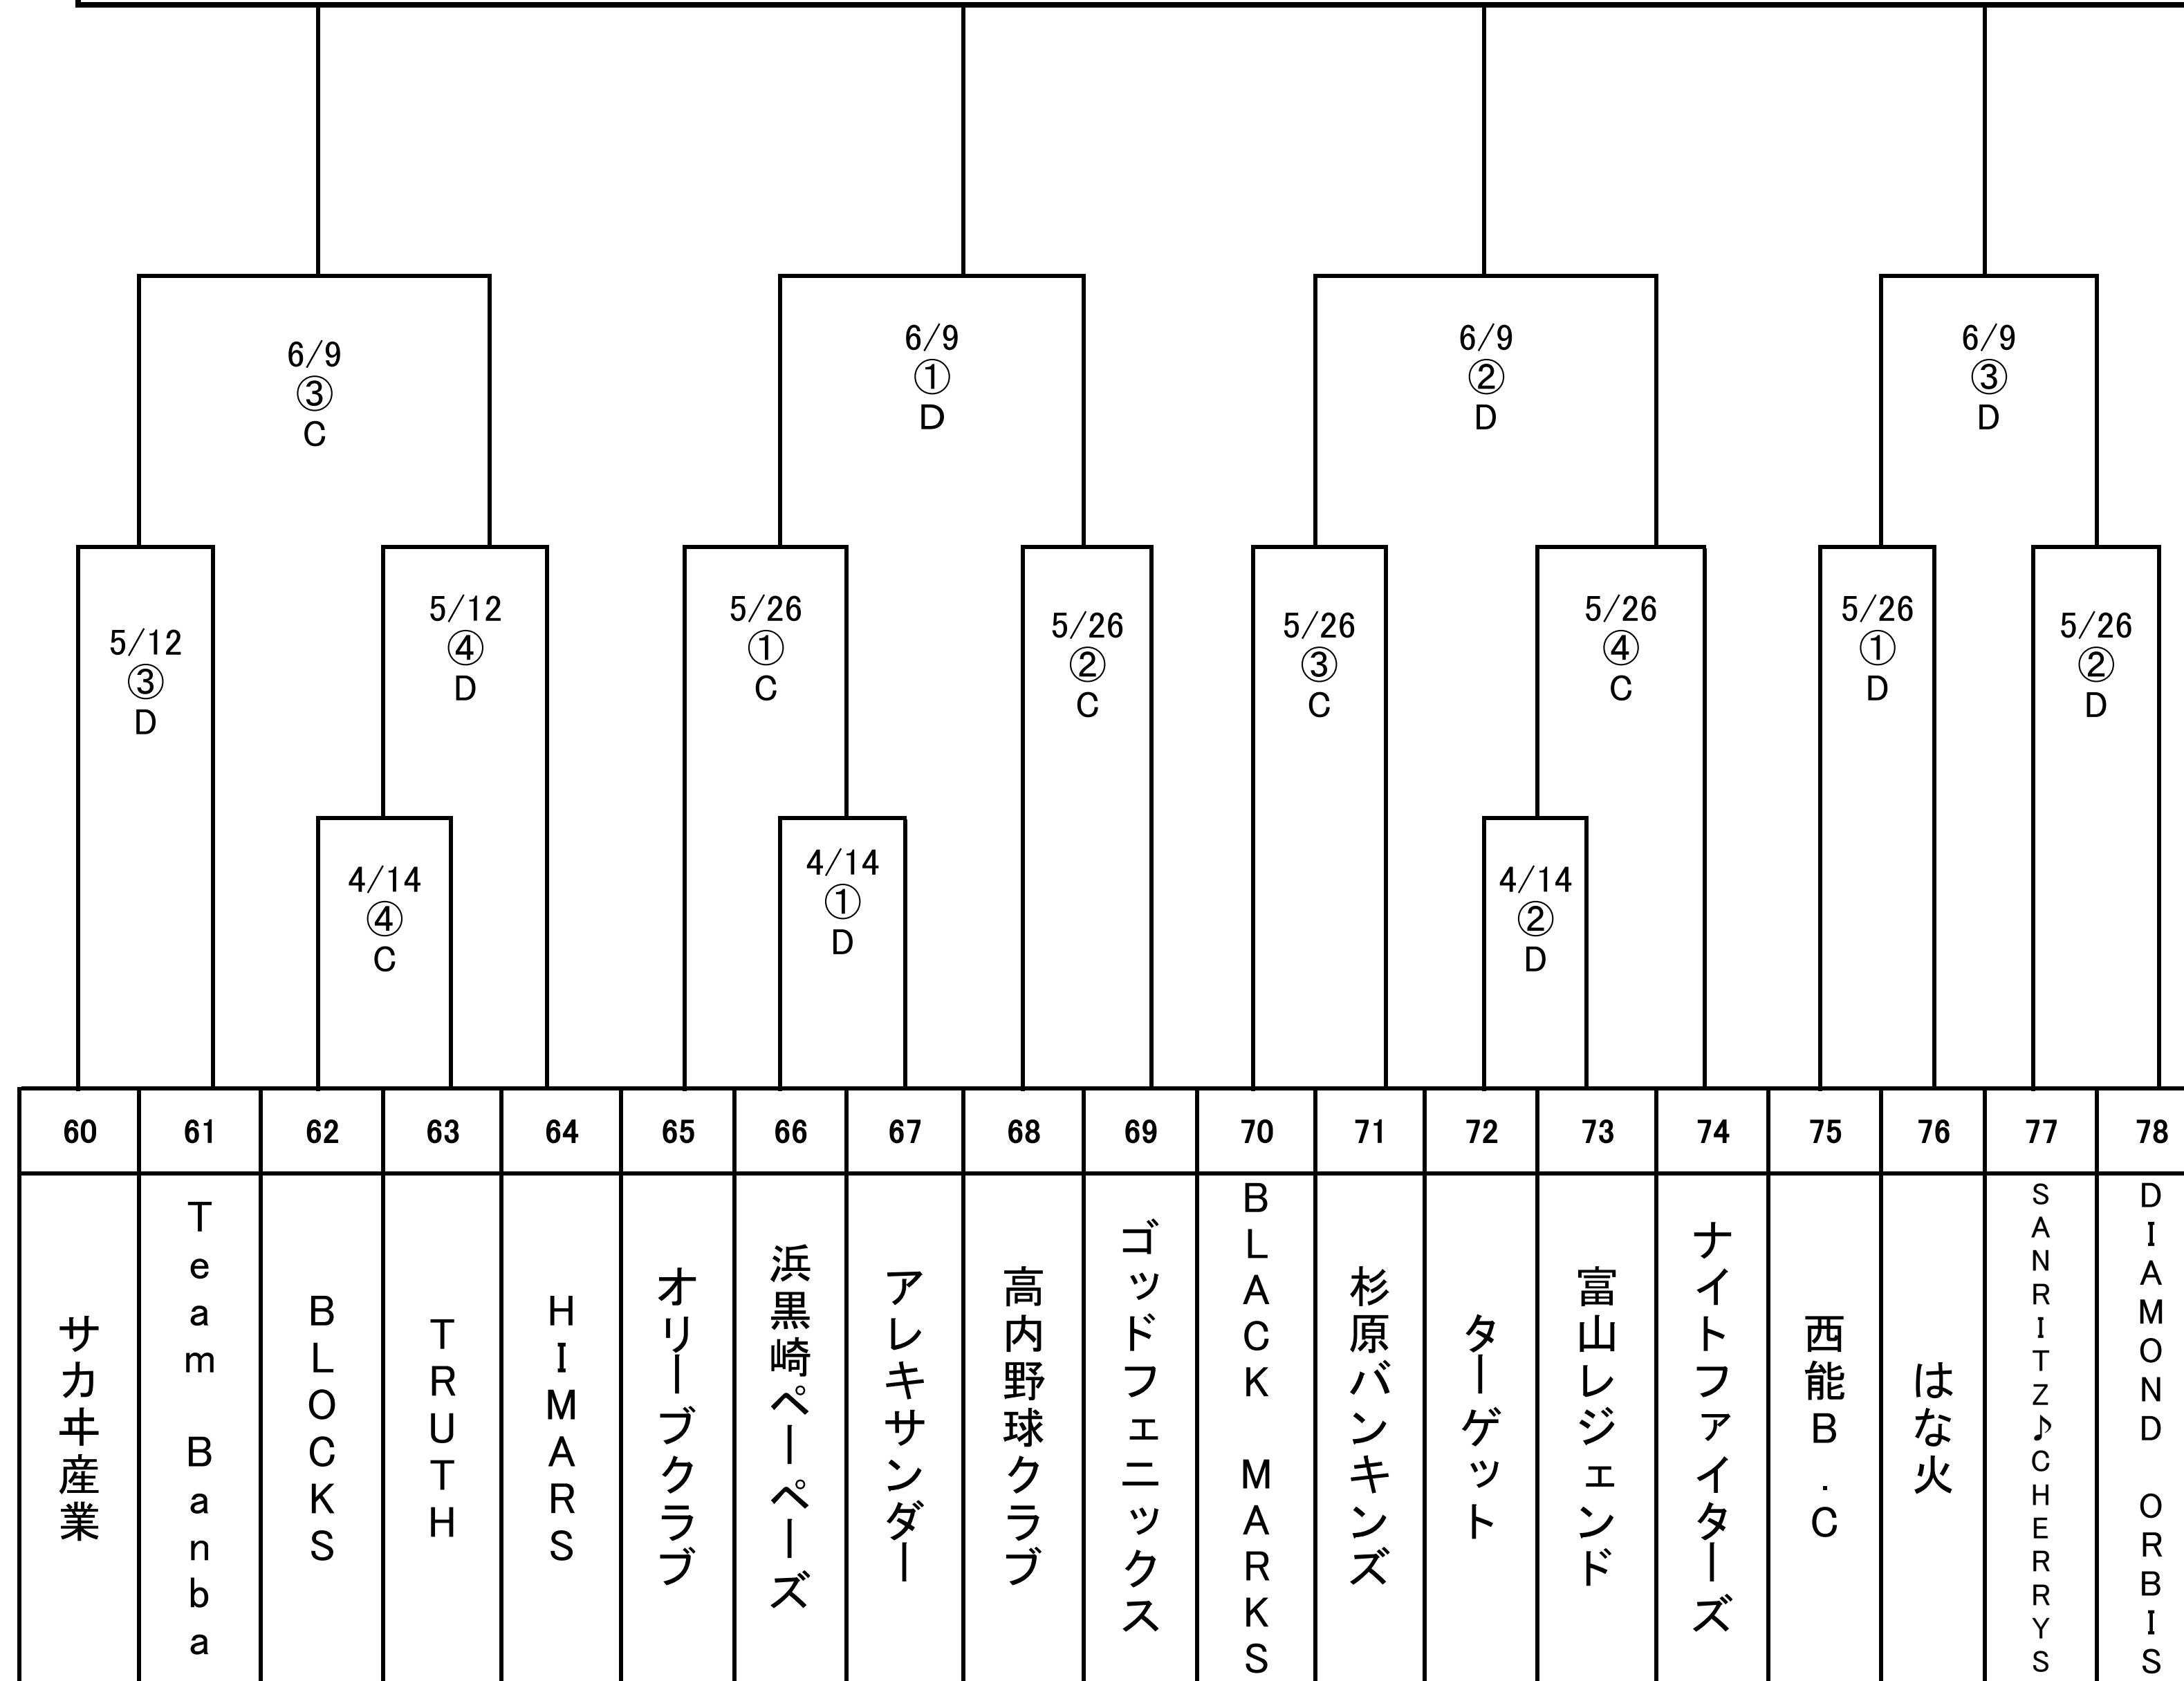 6/9
③
C
6/9
①
D
6/9
②
D
6/9
③
D
5/12
③
D
5/12
④
D
5/26
①
C
5/26
②
C
5/26
③
C
5/26
④
C
5/26
①
D
5/26
②
D
4/14
④
C
4/14
①
D
4/14
②
D
60
61
62
63
64
65
66
67
68
69
70
71
72
73
74
75
76
77
78
サカヰ産業
Team Banba
BLOCKS
TRUTH
HIMARS
オリーブクラブ
浜黒崎ペーペーズ
アレキサンダー
高内野球クラブ
ゴッドフェニックス
BLACK MARKS
杉原バンキンズ
ターゲット
富山レジェンド
ナイトファイターズ
西能B.C
はな火
SANRITZ♪CHERRYS
DIAMOND ORBIS